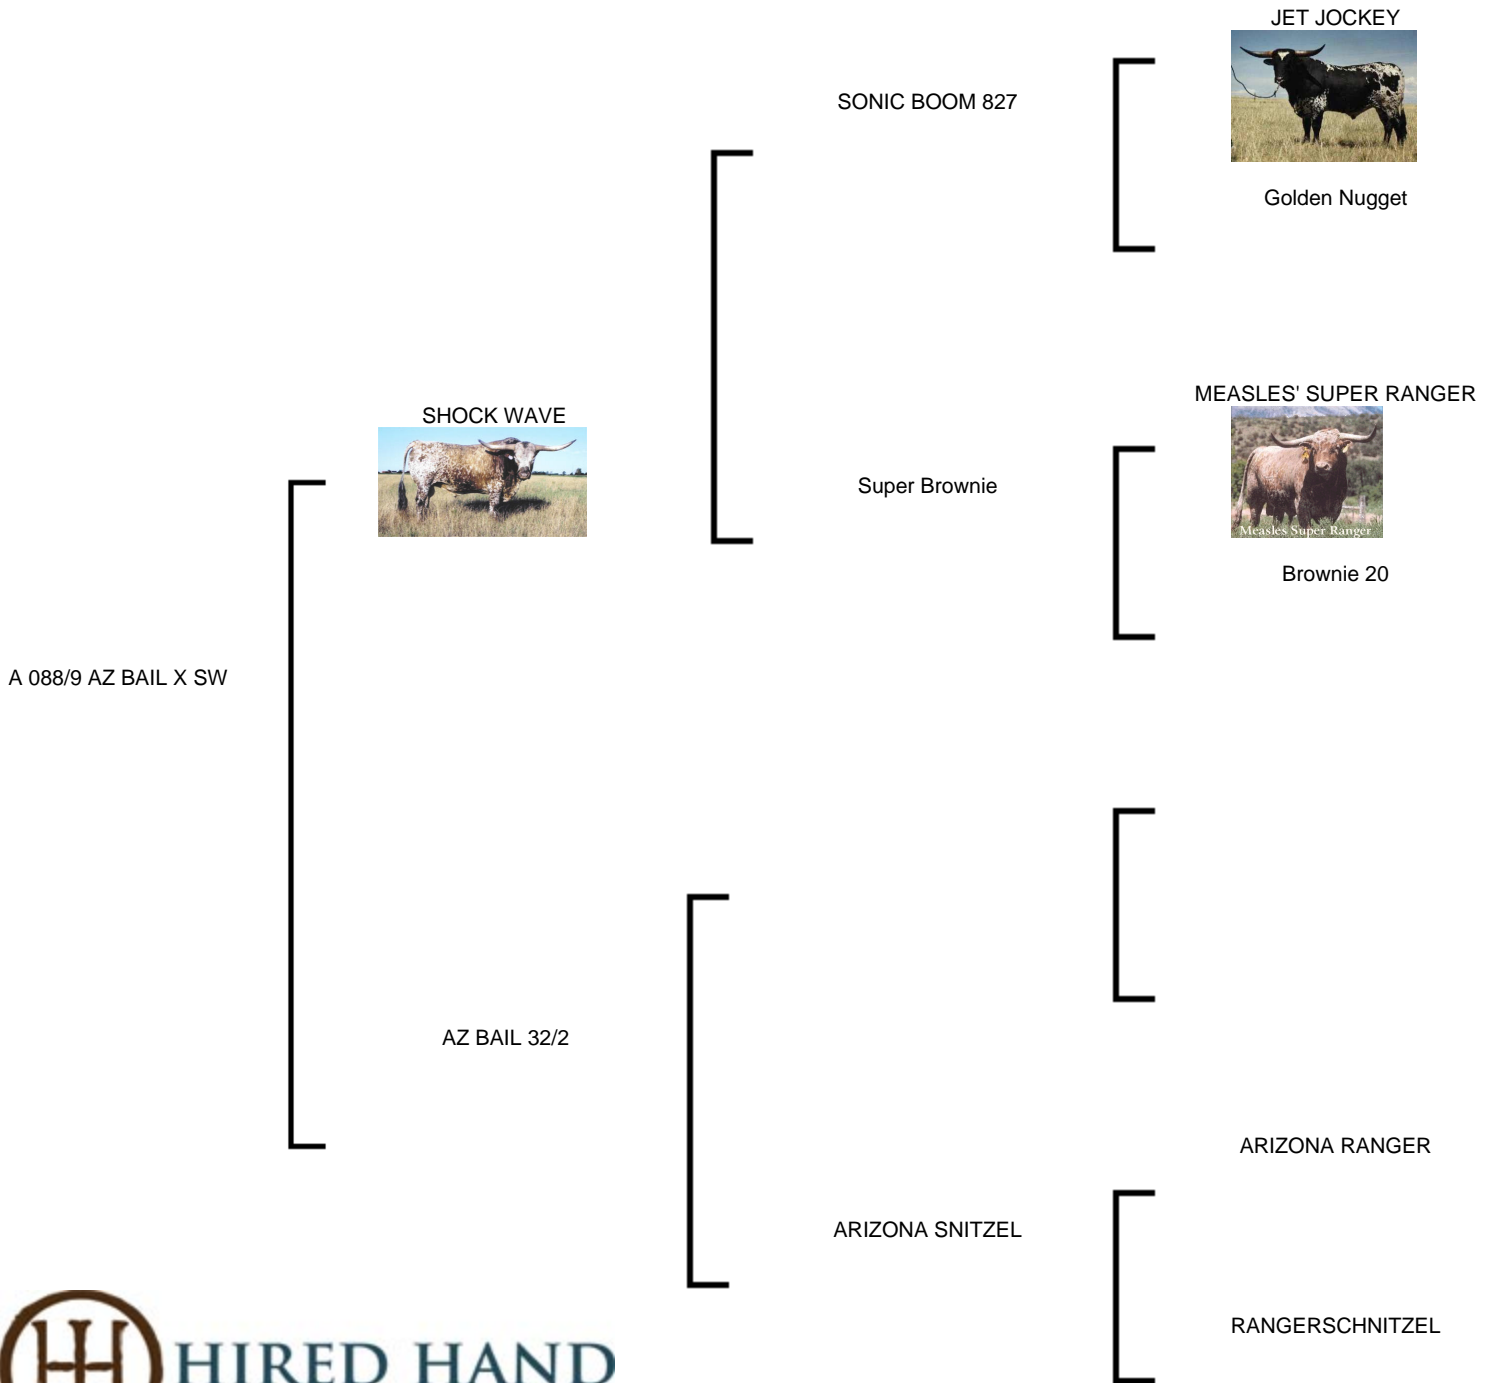 JET JOCKEY
SONIC BOOM 827
Golden Nugget
MEASLES' SUPER RANGER
SHOCK WAVE
Super Brownie
Measles Super Ranger
Brownie 20
A 088/9 AZ BAIL X SW
AZ BAIL 32/2
ARIZONA RANGER
ARIZONA SNITZEL
RANGERSCHNITZEL
HIRED HAND